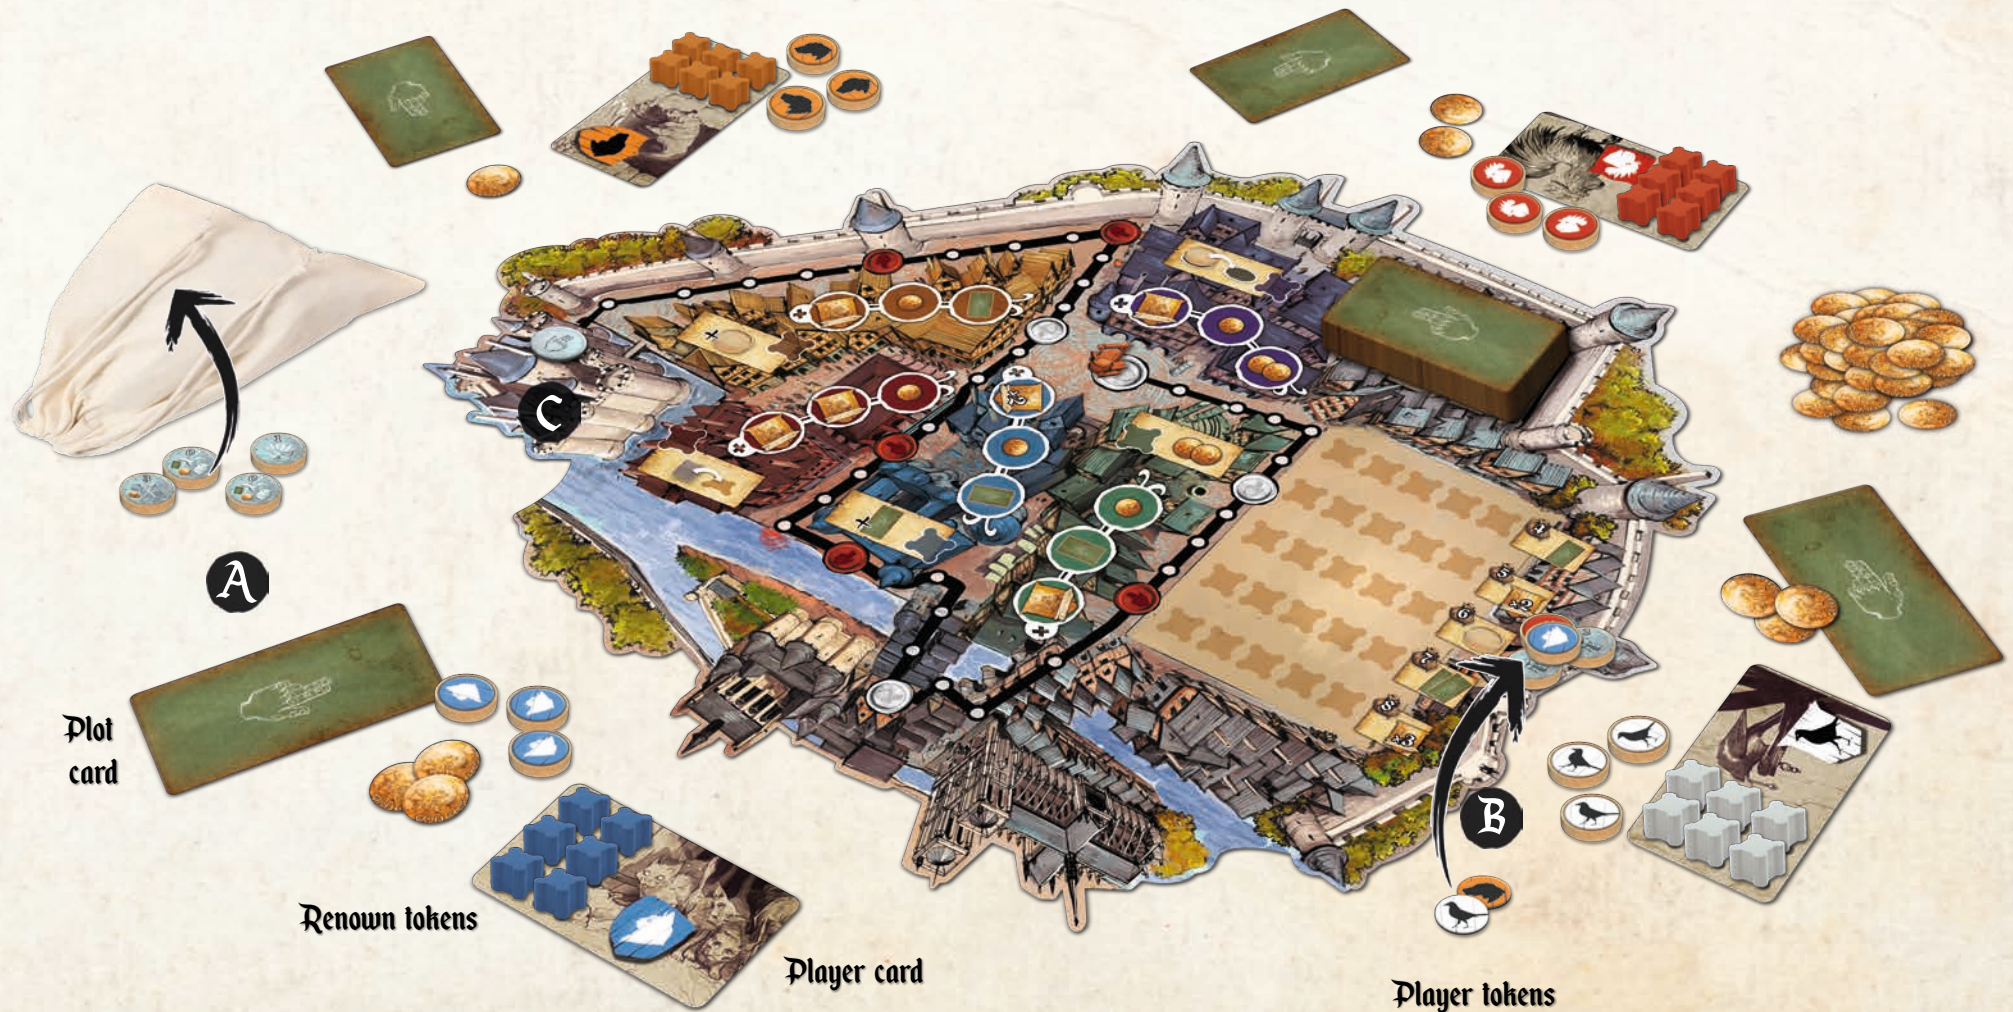 C
A
Plot
card
B
Renown tokens
Player card
Player tokens